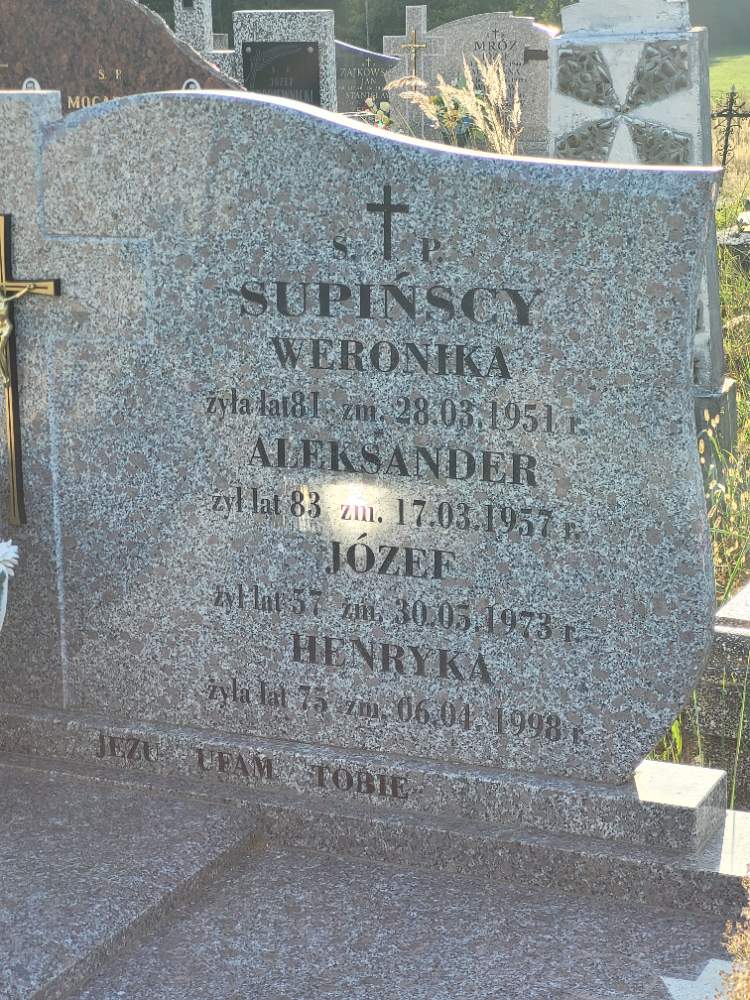 S. P.
MRÓZ
S. P.
SUPIŃSCY
WERONIKA
żyła lat 81 zm. 28.03.1951 r.
ALEKSANDER
żył lat 83 zm. 17.03.1957 r.
JÓZEF
żył lat 57 zm. 30.05.1973 r.
HENRYKA
żyła lat 75 zm. 06.04. 1998 r.
JEZU UFAM TOBIE